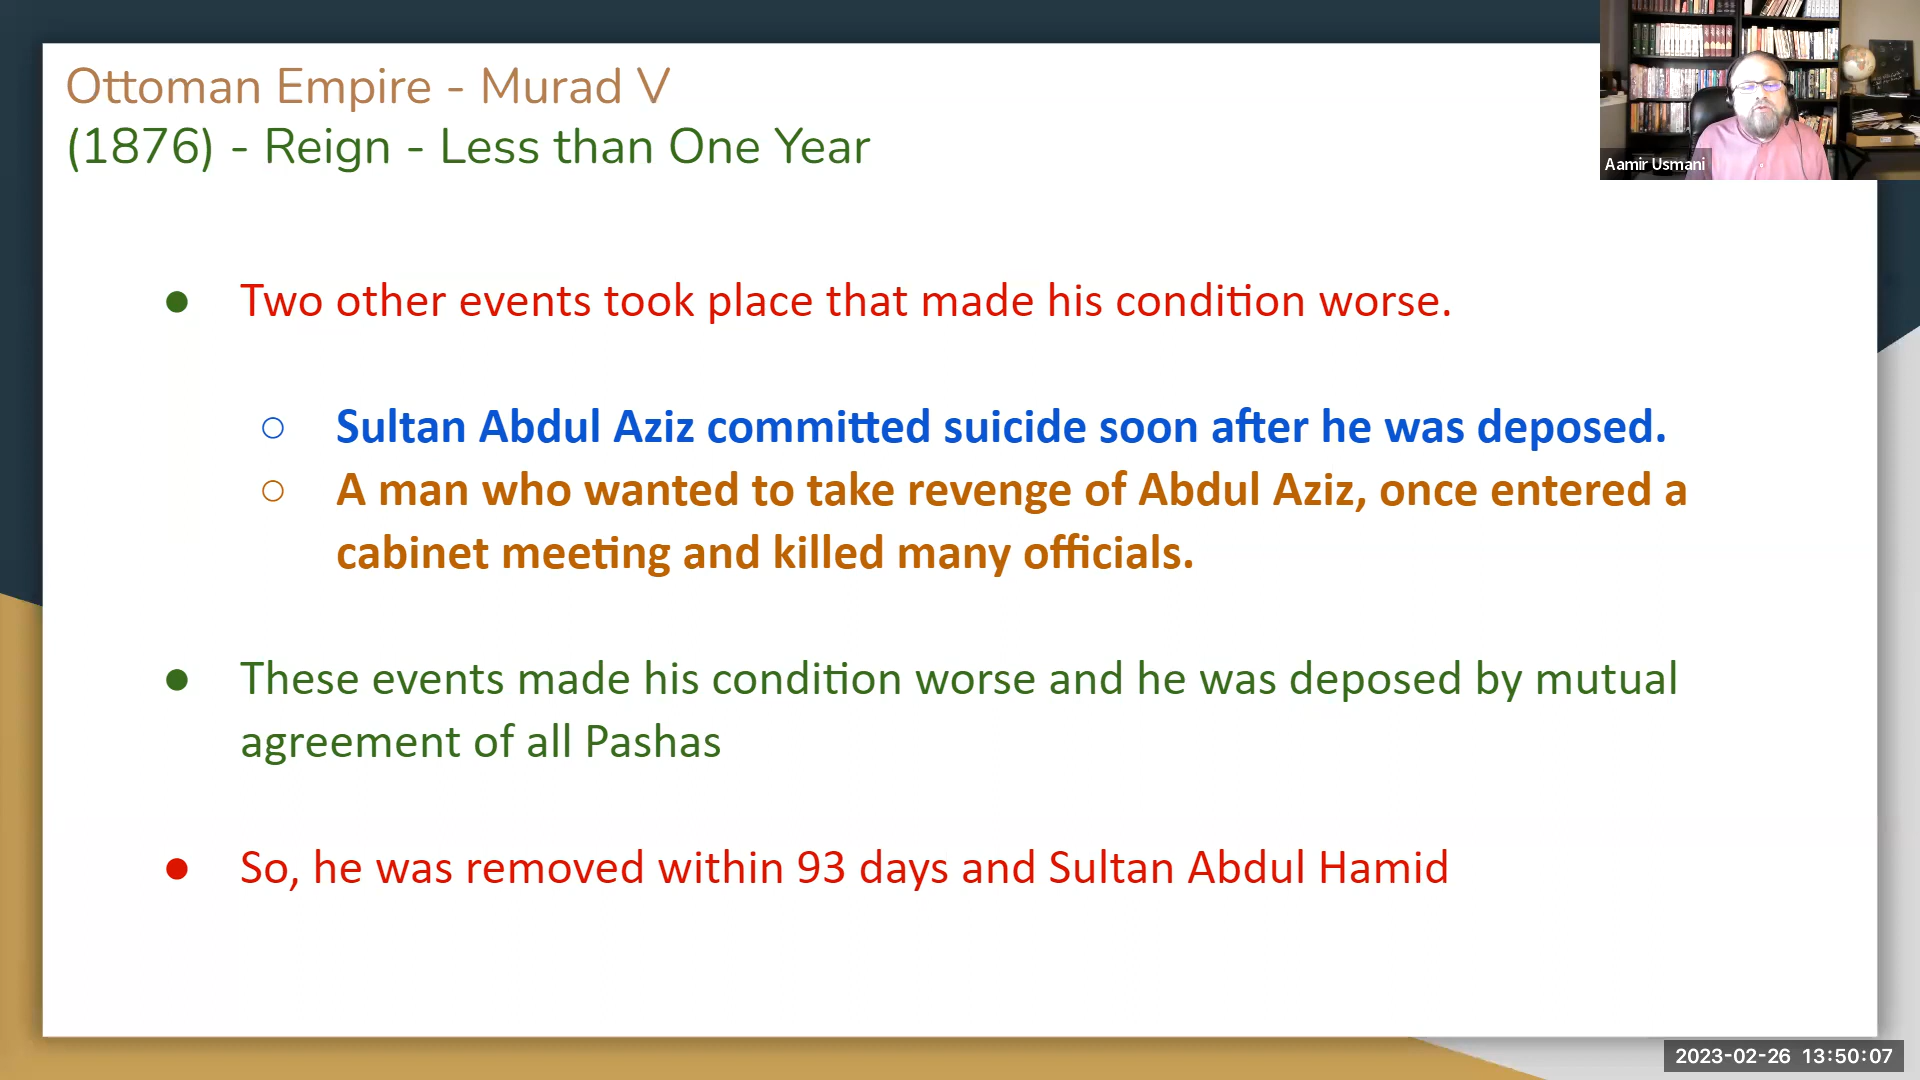 Ottoman Empire - Murad V
(1876) - Reign - Less than One Year
Aamir Usmani
● Two other events took place that made his condition worse.
○ Sultan Abdul Aziz committed suicide soon after he was deposed.
○ A man who wanted to take revenge of Abdul Aziz, once entered a
cabinet meeting and killed many officials.
● These events made his condition worse and he was deposed by mutual
agreement of all Pashas
● So, he was removed within 93 days and Sultan Abdul Hamid
2023-02-26 13:50:07